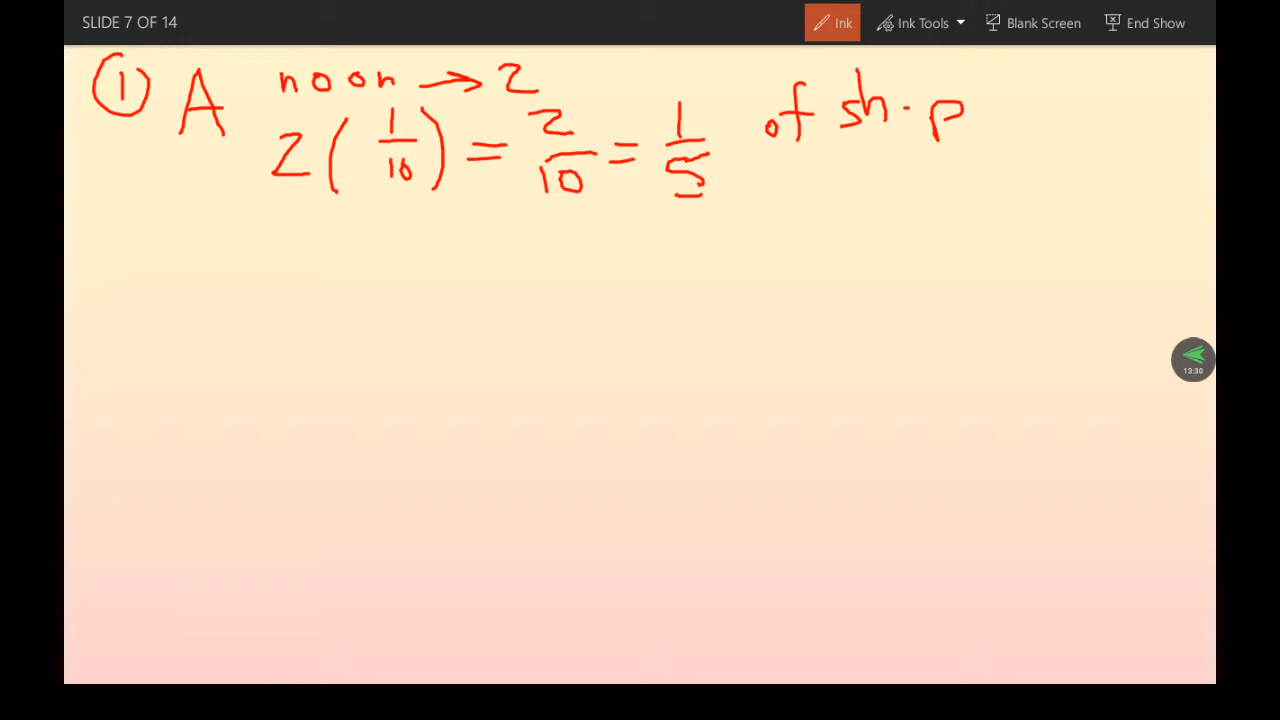 SLIDE 7 OF 14 Ink Ink Tools Blank Screen End Show
① A noon → 2
2(1/10) = 2/10 = 1/5 of sh. p
13:30